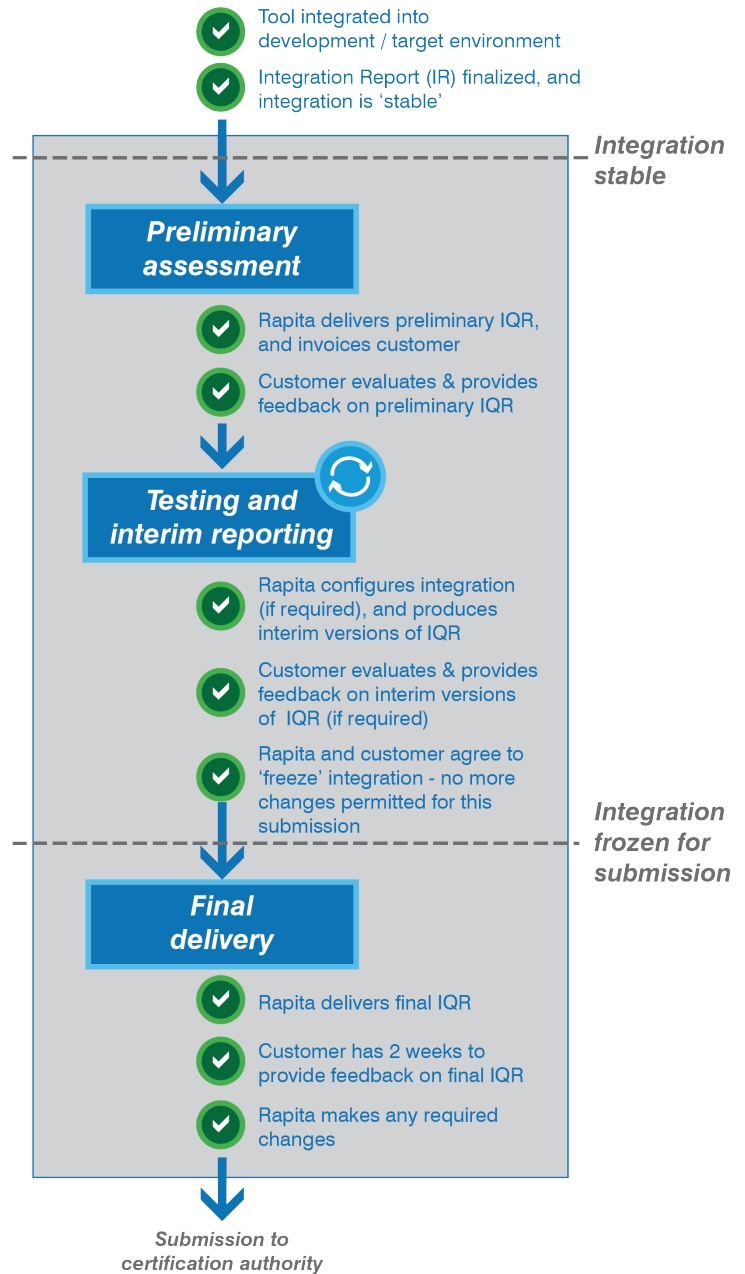 Tool integrated into
development / target environment
Integration Report (IR) finalized, and
integration is ‘stable’
Integration
stable
Preliminary
assessment
Rapita delivers preliminary IQR,
and invoices customer
Customer evaluates & provides
feedback on preliminary IQR
Testing and
interim reporting
Rapita configures integration
(if required), and produces
interim versions of IQR
Customer evaluates & provides
feedback on interim versions
of  IQR (if required)
Rapita and customer agree to
‘freeze’ integration - no more
changes permitted for this
submission
Integration
frozen for
submission
Final
delivery
Rapita delivers final IQR
Customer has 2 weeks to
provide feedback on final IQR
Rapita makes any required
changes
Submission to
certification authority